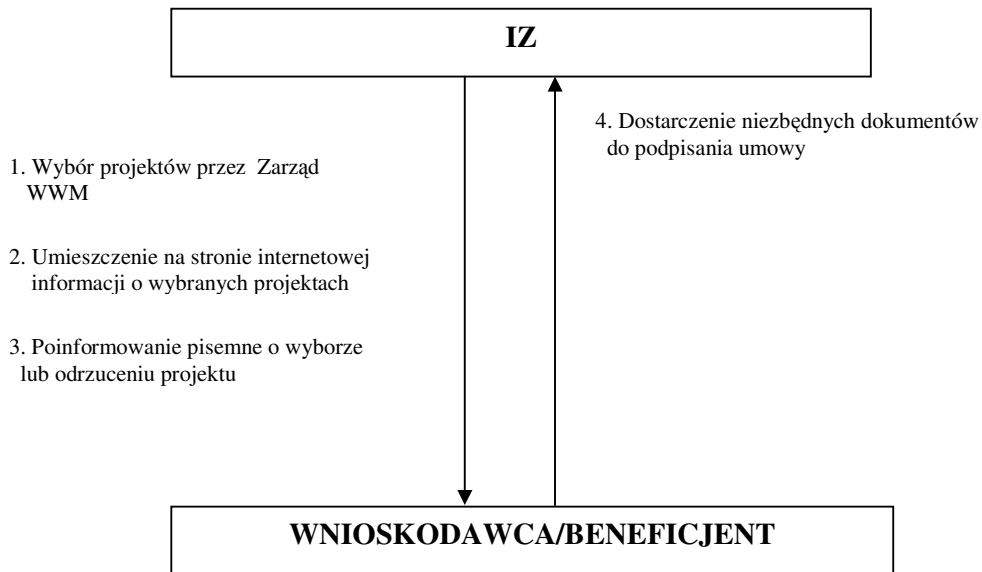 IZ
4. Dostarczenie niezbędnych dokumentów
do podpisania umowy
1. Wybór projektów przez Zarząd
WWM
2. Umieszczenie na stronie internetowej
informacji o wybranych projektach
3. Poinformowanie pisemne o wyborze
lub odrzuceniu projektu
WNIOSKODAWCA/BENEFICJENT